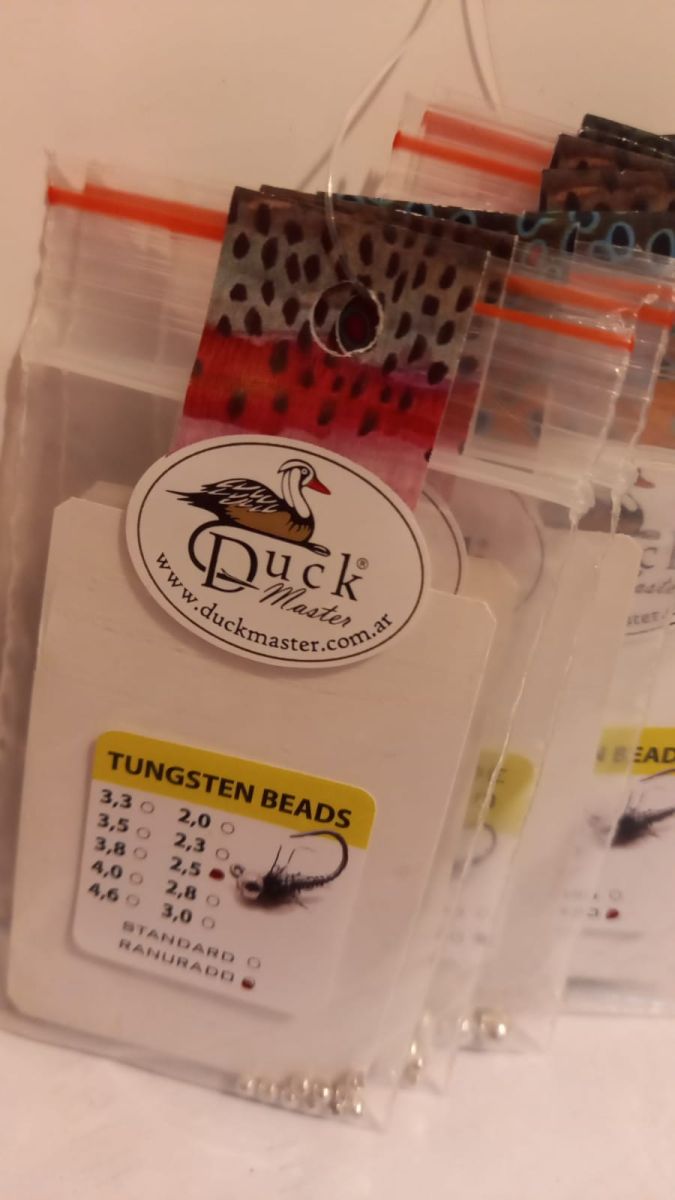 Duck®
Master
www.duckmaster.com.ar
TUNGSTEN BEADS
3,3 2,0
3,5 2,3
3,8 2,5
4,0 2,8
4,6 3,0
STANDARD
RANURADO
BEAD